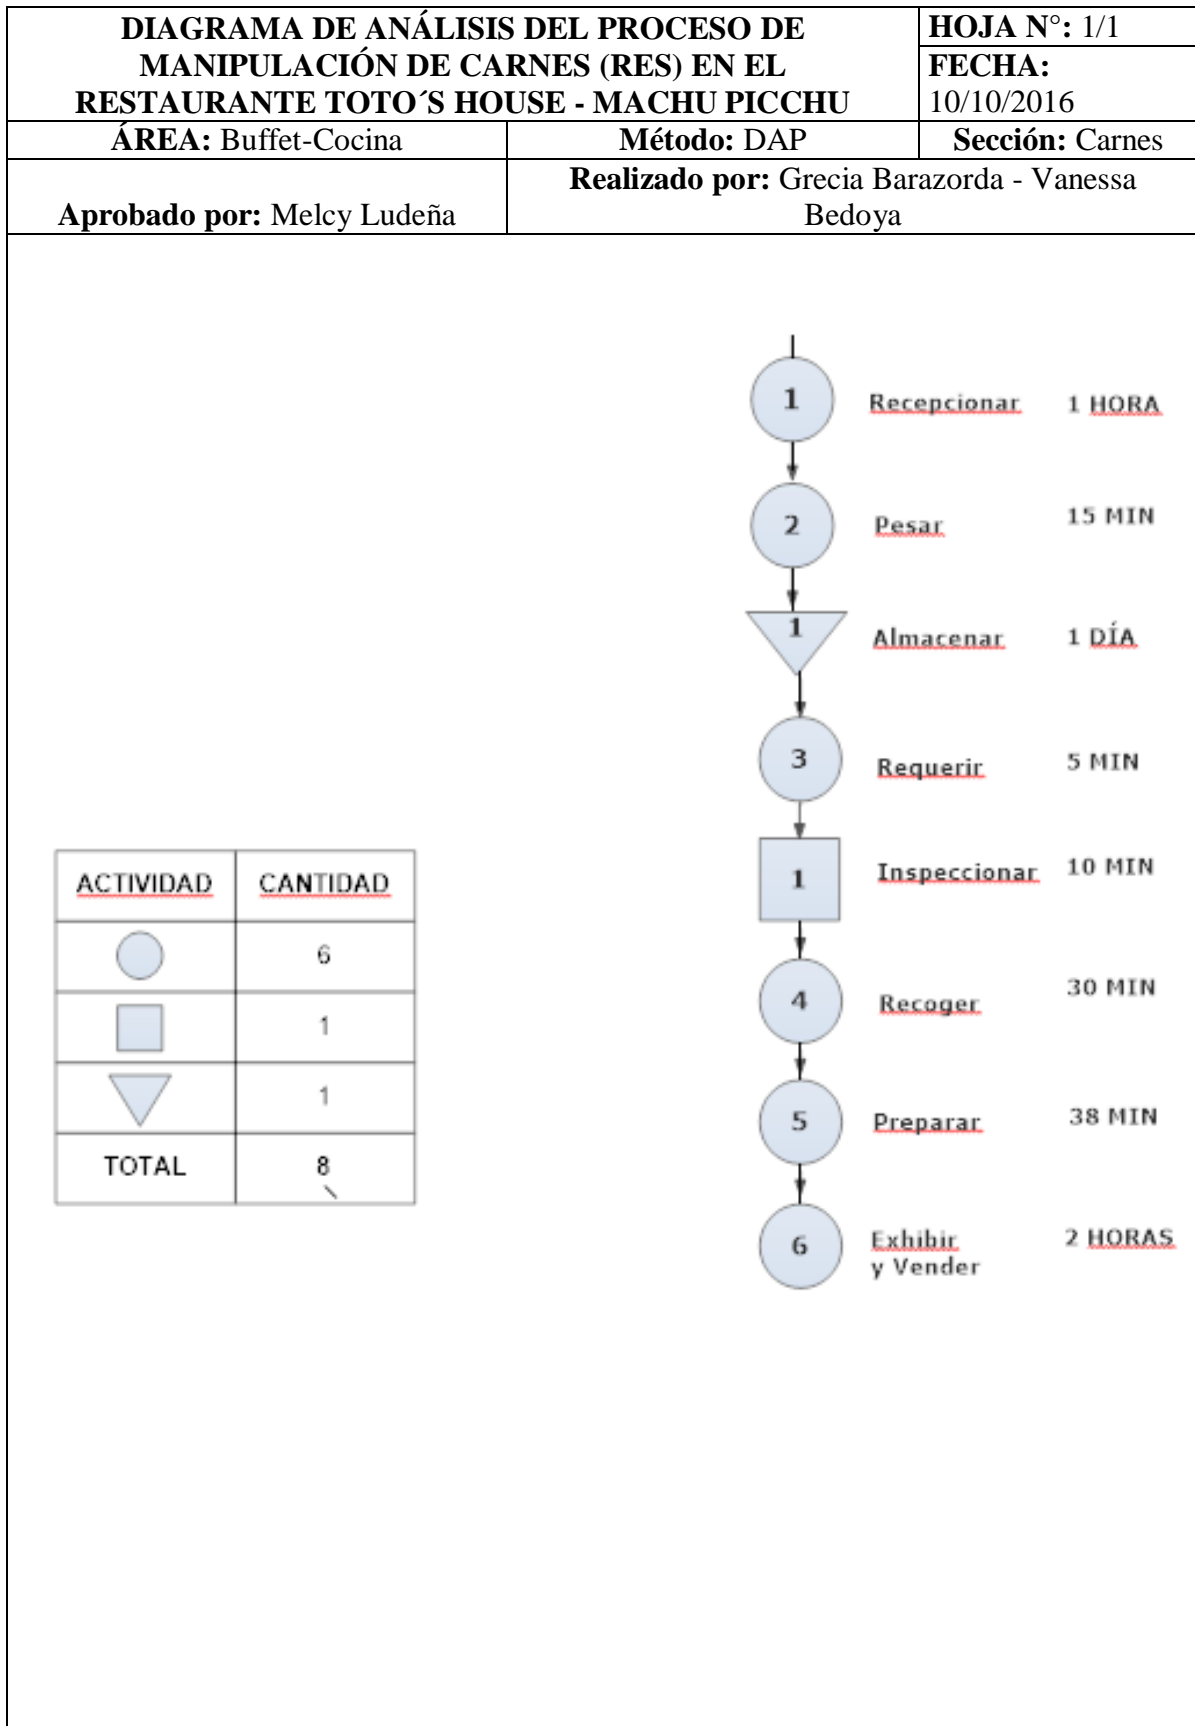 DIAGRAMA DE ANÁLISIS DEL PROCESO DE
MANIPULACIÓN DE CARNES (RES) EN EL
RESTAURANTE TOTO´S HOUSE - MACHU PICCHU
HOJA N°: 1/1
FECHA:
10/10/2016
ÁREA: Buffet-Cocina
Método: DAP
Sección: Carnes
Aprobado por: Melcy Ludeña
Realizado por: Grecia Barazorda - Vanessa
Bedoya
1 Recepcionar 1 HORA
2 Pesar 15 MIN
1 Almacenar 1 DÍA
3 Requerir 5 MIN
1 Inspeccionar 10 MIN
4 Recoger 30 MIN
5 Preparar 38 MIN
6 Exhibir 2 HORAS
y Vender
ACTIVIDAD CANTIDAD
6
1
1
TOTAL 8